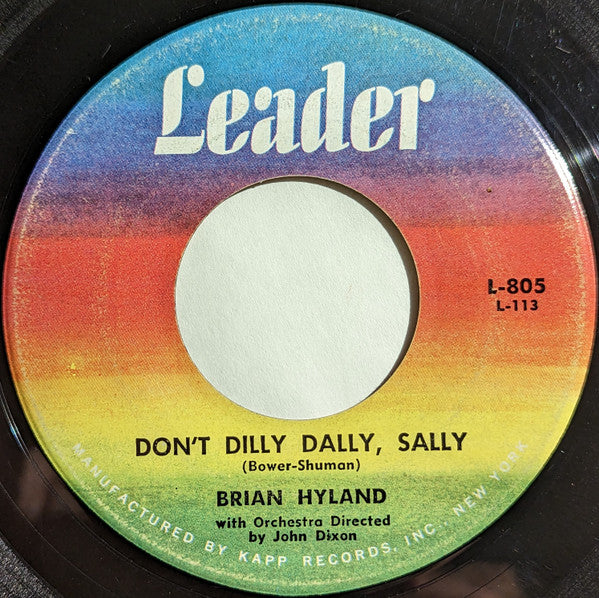 Leader
L-805
L-113
DON'T DILLY DALLY, SALLY
(Bower-Shuman)
BRIAN HYLAND
with Orchestra Directed
by John Dixon
MANUFACTURED BY KAPP RECORDS, INC. NEW YORK